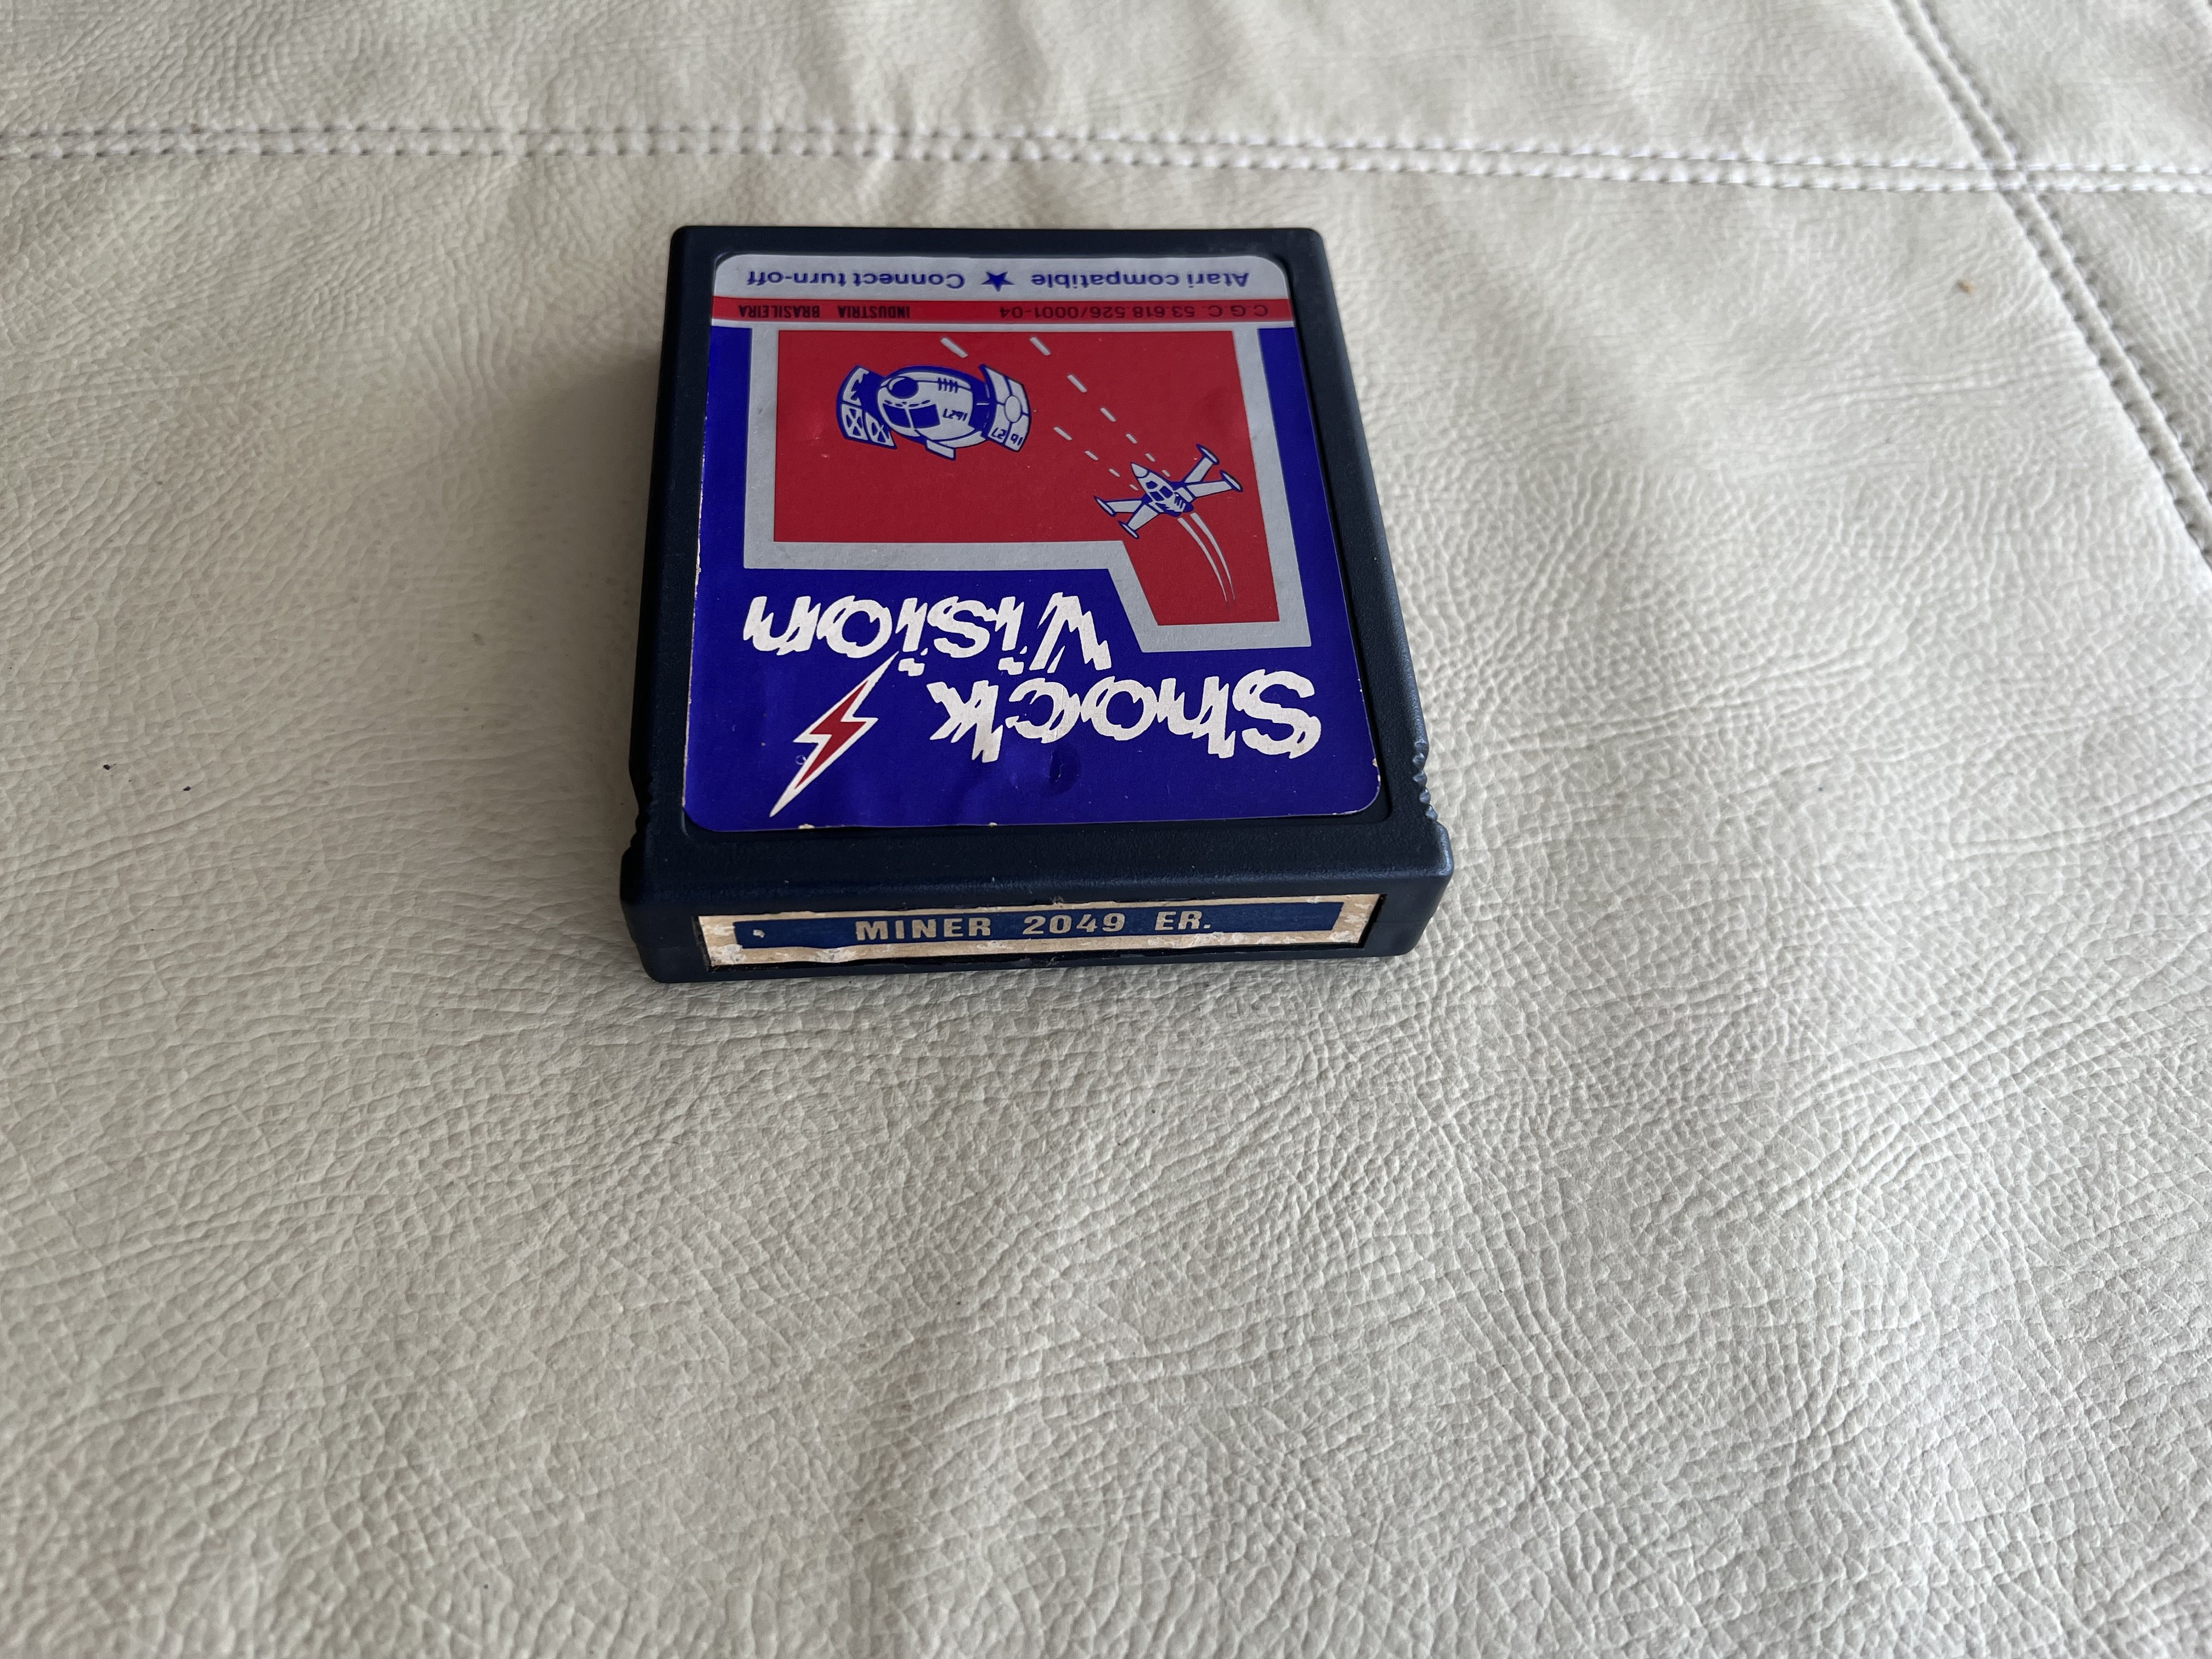 Shock
Vision
C.G.C. 53.618.526/0001-04 INDUSTRIA BRASILEIRA
Atari compatible ★ Connect turn-off
MINER 2049 ER.